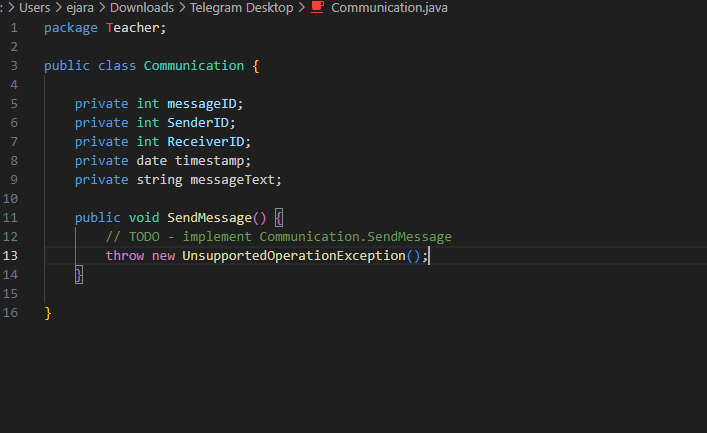 : > Users > ejara > Downloads > Telegram Desktop > Communication.java
1 package Teacher;
2
3 public class Communication {
4
5 private int messageID;
6 private int SenderID;
7 private int ReceiverID;
8 private date timestamp;
9 private string messageText;
10
11 public void SendMessage() {
12 // TODO - implement Communication.SendMessage
13 throw new UnsupportedOperationException();
14 }
15
16 }